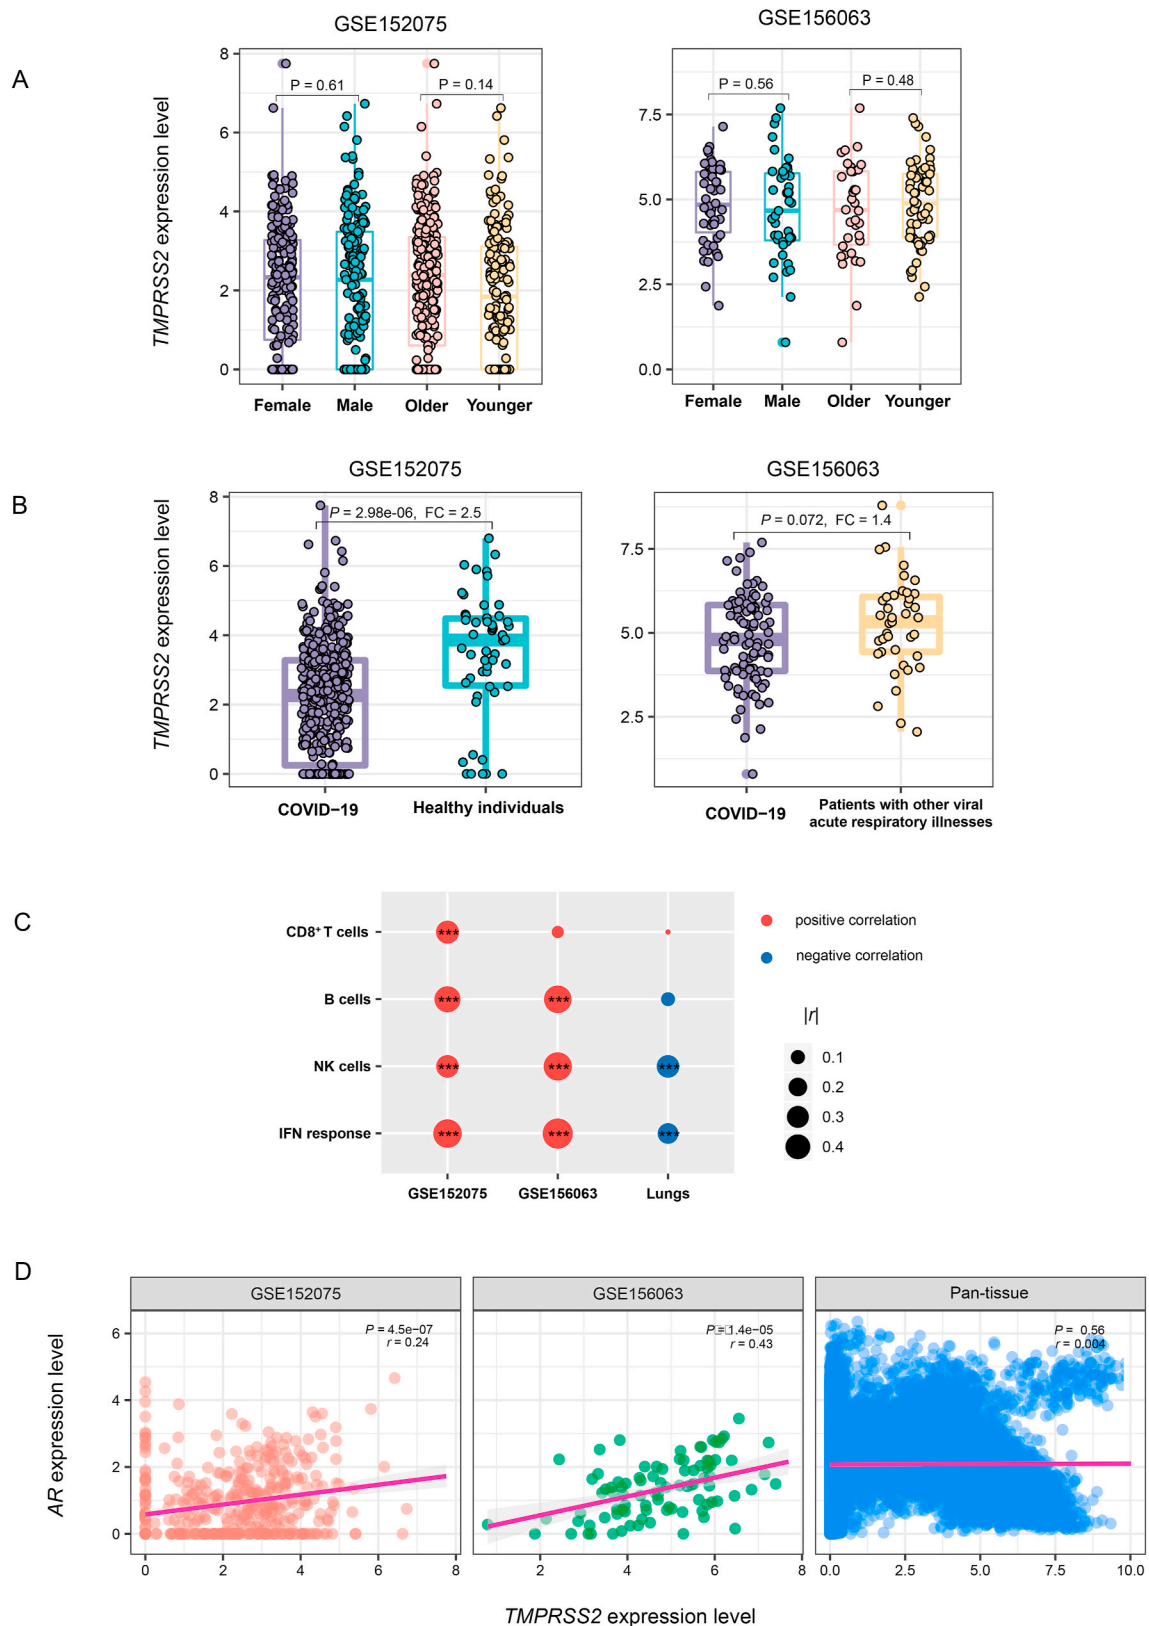 A
GSE152075
GSE156063
TMPRSS2 expression level
8
6
4
2
0
P = 0.61
P = 0.14
Female
Male
Older
Younger
7.5
5.0
2.5
0.0
P = 0.56
P = 0.48
Female
Male
Older
Younger
B
GSE152075
GSE156063
TMPRSS2 expression level
8
6
4
2
0
P = 2.98e-06, FC = 2.5
COVID−19
Healthy individuals
7.5
5.0
2.5
P = 0.072, FC = 1.4
COVID−19
Patients with other viral
acute respiratory illnesses
C
CD8+ T cells
B cells
NK cells
IFN response
***
*** ***
*** *** ***
*** *** ***
GSE152075
GSE156063
Lungs
positive correlation
negative correlation
|r|
0.1
0.2
0.3
0.4
D
GSE152075
GSE156063
Pan-tissue
AR expression level
6
4
2
0
P = 4.5e−07
r = 0.24
P = 1.4e−05
r = 0.43
P = 0.56
r = 0.004
0 2 4 6 8
2 4 6 8
0.0 2.5 5.0 7.5 10.0
TMPRSS2 expression level